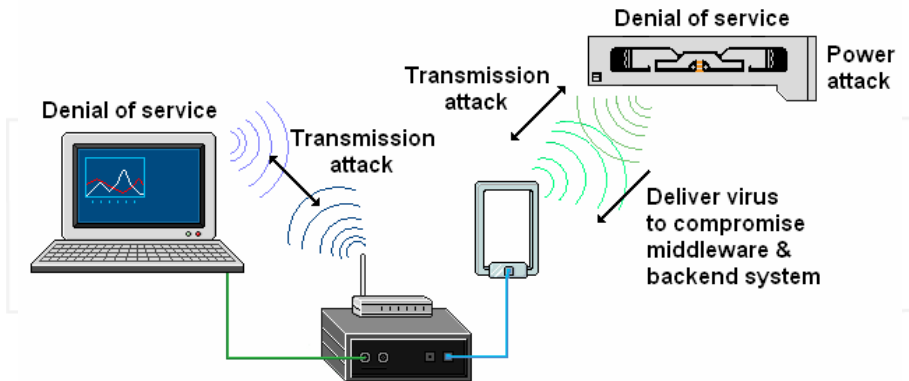 Denial of service
Power
attack
Transmission
attack
Denial of service
Transmission
attack
Deliver virus
to compromise
middleware &
backend system